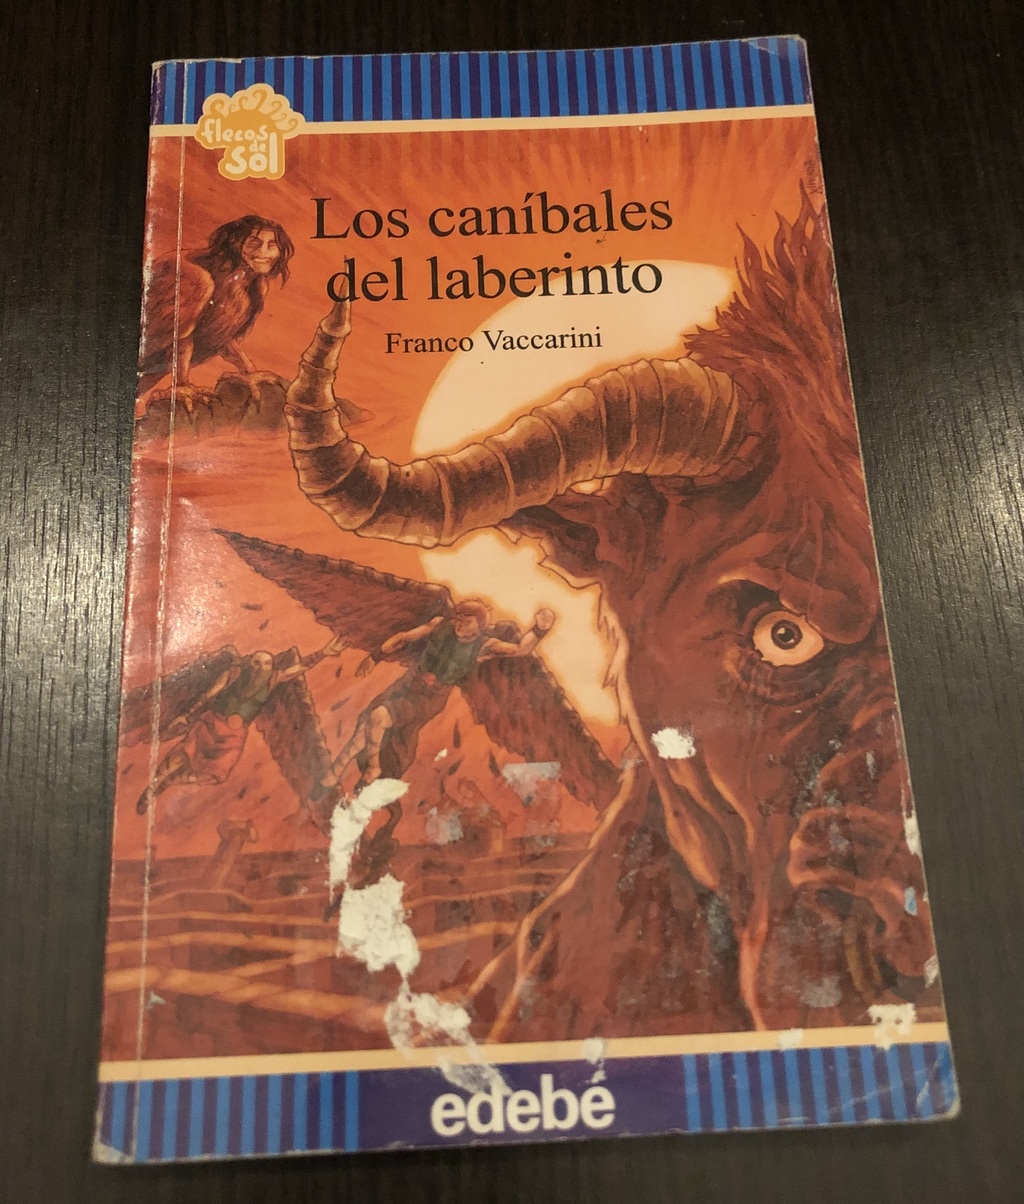 flecos
de
sol
Los caníbales
del laberinto
Franco Vaccarini
edebé